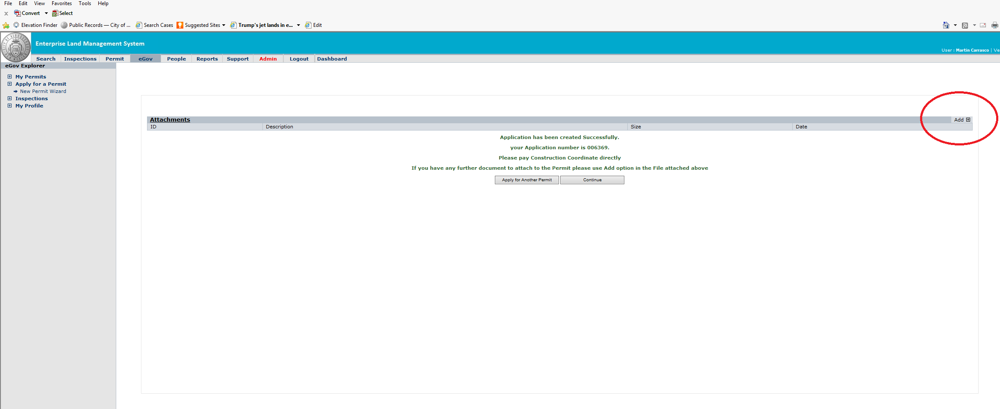 File Edit View Favorites Tools Help
x Convert Select
Elevation Finder Public Records — City of ... Search Cases Suggested Sites Trump's jet lands in e... Edit
Enterprise Land Management System
User : Martin Carrasco | Ve
Search Inspections Permit eGov People Reports Support Admin Logout Dashboard
eGov Explorer
My Permits
Apply for a Permit
New Permit Wizard
Inspections
My Profile
Attachments Add
ID Description Size Date
Application has been created Successfully.
your Application number is 006369.
Please pay Construction Coordinate directly
If you have any further document to attach to the Permit please use Add option in the File attached above
Apply for Another Permit Continue